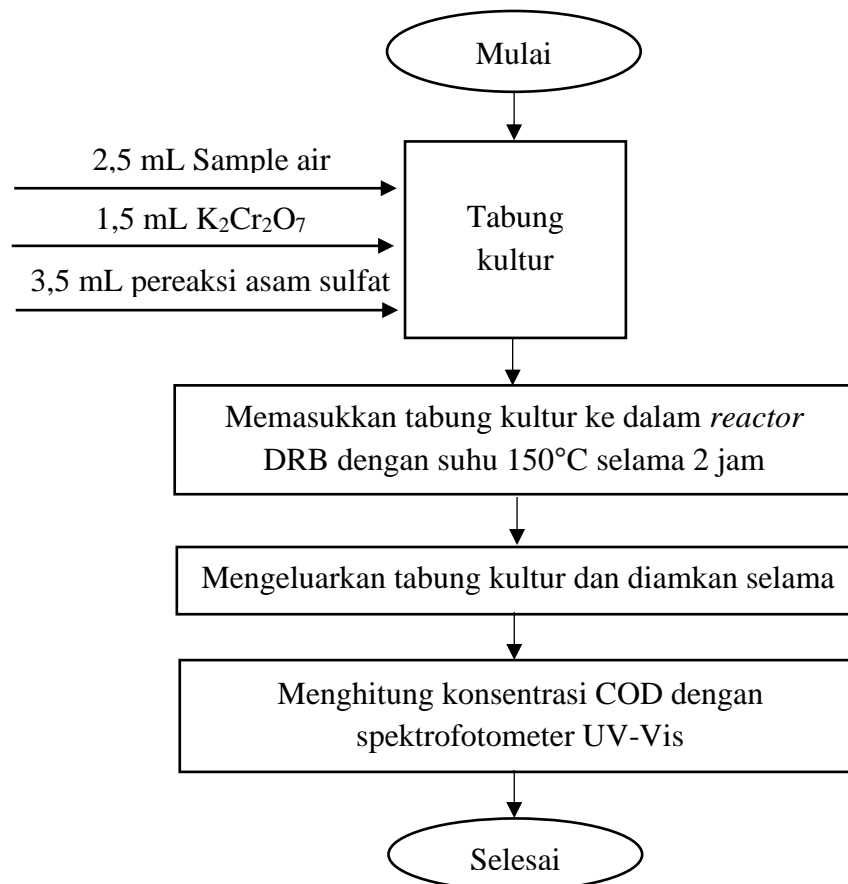 Mulai
2,5 mL Sample air
1,5 mL K₂Cr₂O₇
3,5 mL pereaksi asam sulfat
Tabung
kultur
Memasukkan tabung kultur ke dalam reactor
DRB dengan suhu 150°C selama 2 jam
Mengeluarkan tabung kultur dan diamkan selama
Menghitung konsentrasi COD dengan
spektrofotometer UV-Vis
Selesai